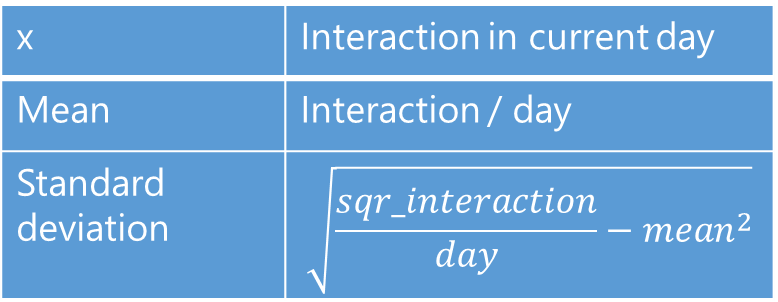 x Interaction in current day
Mean Interaction / day
Standard
deviation
√(sqr_interaction / day − mean²)